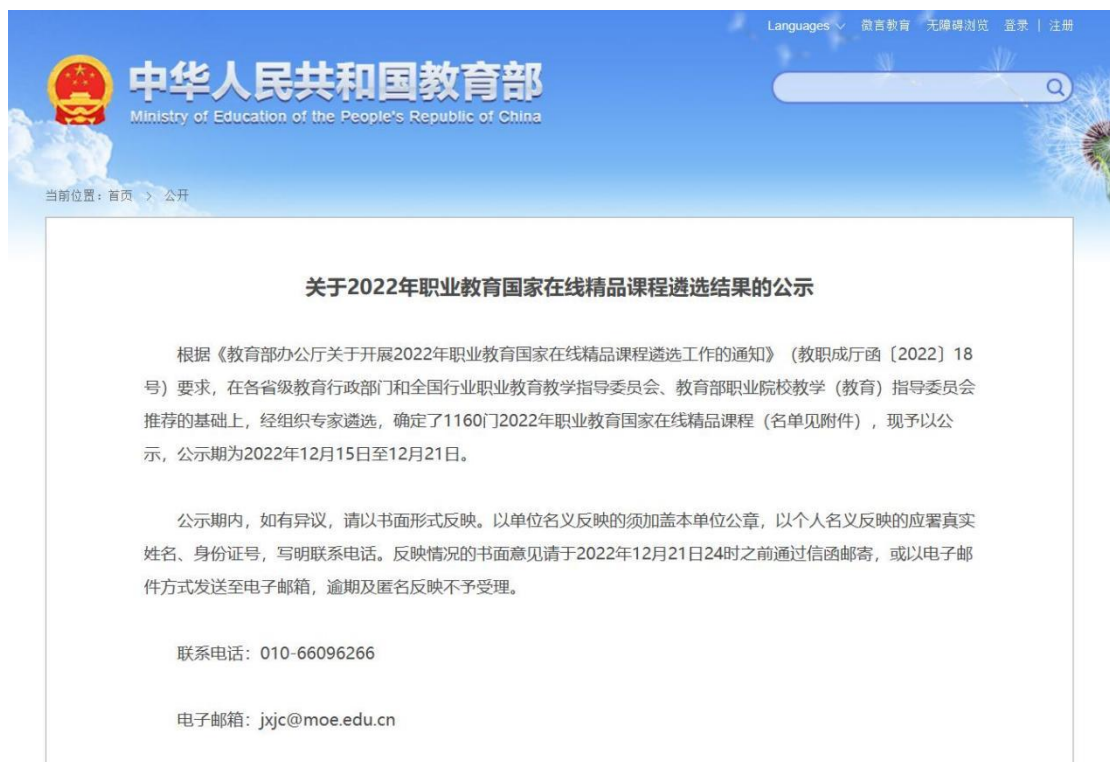 Languages 微言教育 无障碍浏览 登录 | 注册
中华人民共和国教育部
Ministry of Education of the People's Republic of China
当前位置：首页 > 公开
关于2022年职业教育国家在线精品课程遴选结果的公示
根据《教育部办公厅关于开展2022年职业教育国家在线精品课程遴选工作的通知》（教职成厅函〔2022〕18
号）要求，在各省级教育行政部门和全国行业职业教育教学指导委员会、教育部职业院校教学（教育）指导委员会
推荐的基础上，经组织专家遴选，确定了1160门2022年职业教育国家在线精品课程（名单见附件），现予以公
示，公示期为2022年12月15日至12月21日。
公示期内，如有异议，请以书面形式反映。以单位名义反映的须加盖本单位公章，以个人名义反映的应署真实
姓名、身份证号，写明联系电话。反映情况的书面意见请于2022年12月21日24时之前通过信函邮寄，或以电子邮
件方式发送至电子邮箱，逾期及匿名反映不予受理。
联系电话：010-66096266
电子邮箱：jxjc@moe.edu.cn